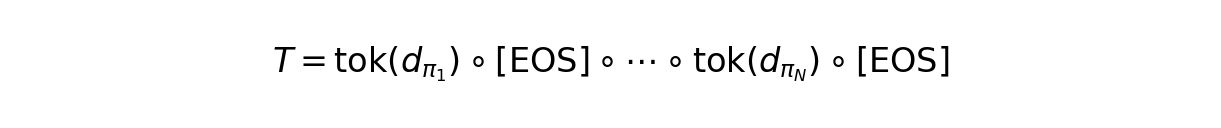 T = tok(d_{π_1}) ∘ [EOS] ∘ ⋯ ∘ tok(d_{π_N}) ∘ [EOS]